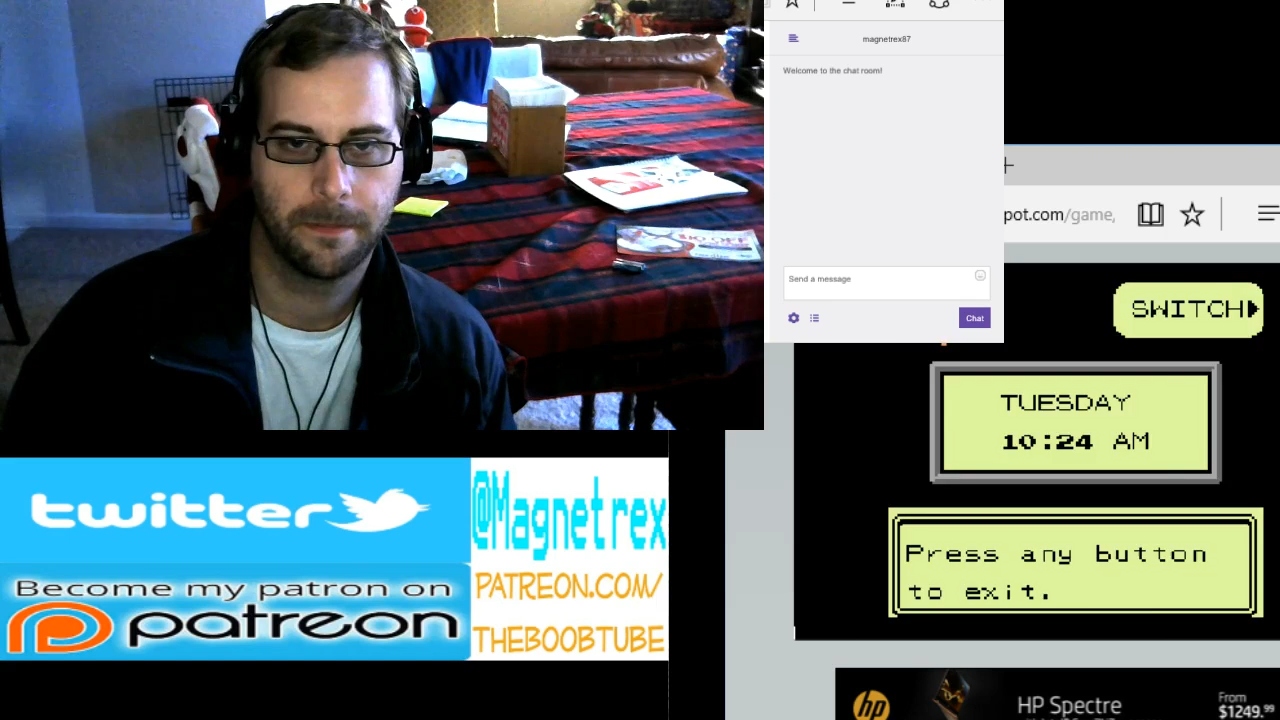 magnetrex87
Welcome to the chat room!
Send a message
Chat
pot.com/game,
SWITCH
TUESDAY
10:24 AM
Press any button
to exit.
twitter
@Magnetrex
Become my patron on
patreon
PATREON.COM/
THEBOOBTUBE
hp
HP Spectre
From
$1249.99